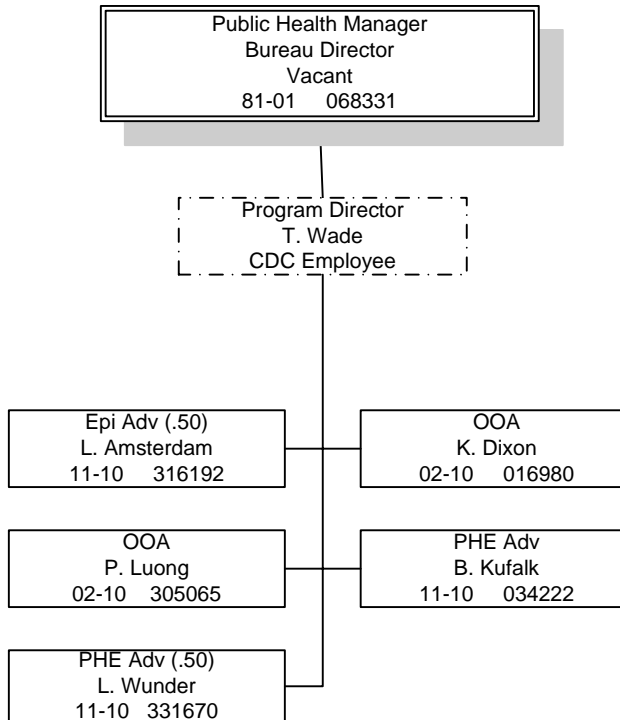 Public Health Manager
Bureau Director
Vacant
81-01 068331
Program Director
T. Wade
CDC Employee
Epi Adv (.50)
L. Amsterdam
11-10 316192
OOA
K. Dixon
02-10 016980
OOA
P. Luong
02-10 305065
PHE Adv
B. Kufalk
11-10 034222
PHE Adv (.50)
L. Wunder
11-10 331670